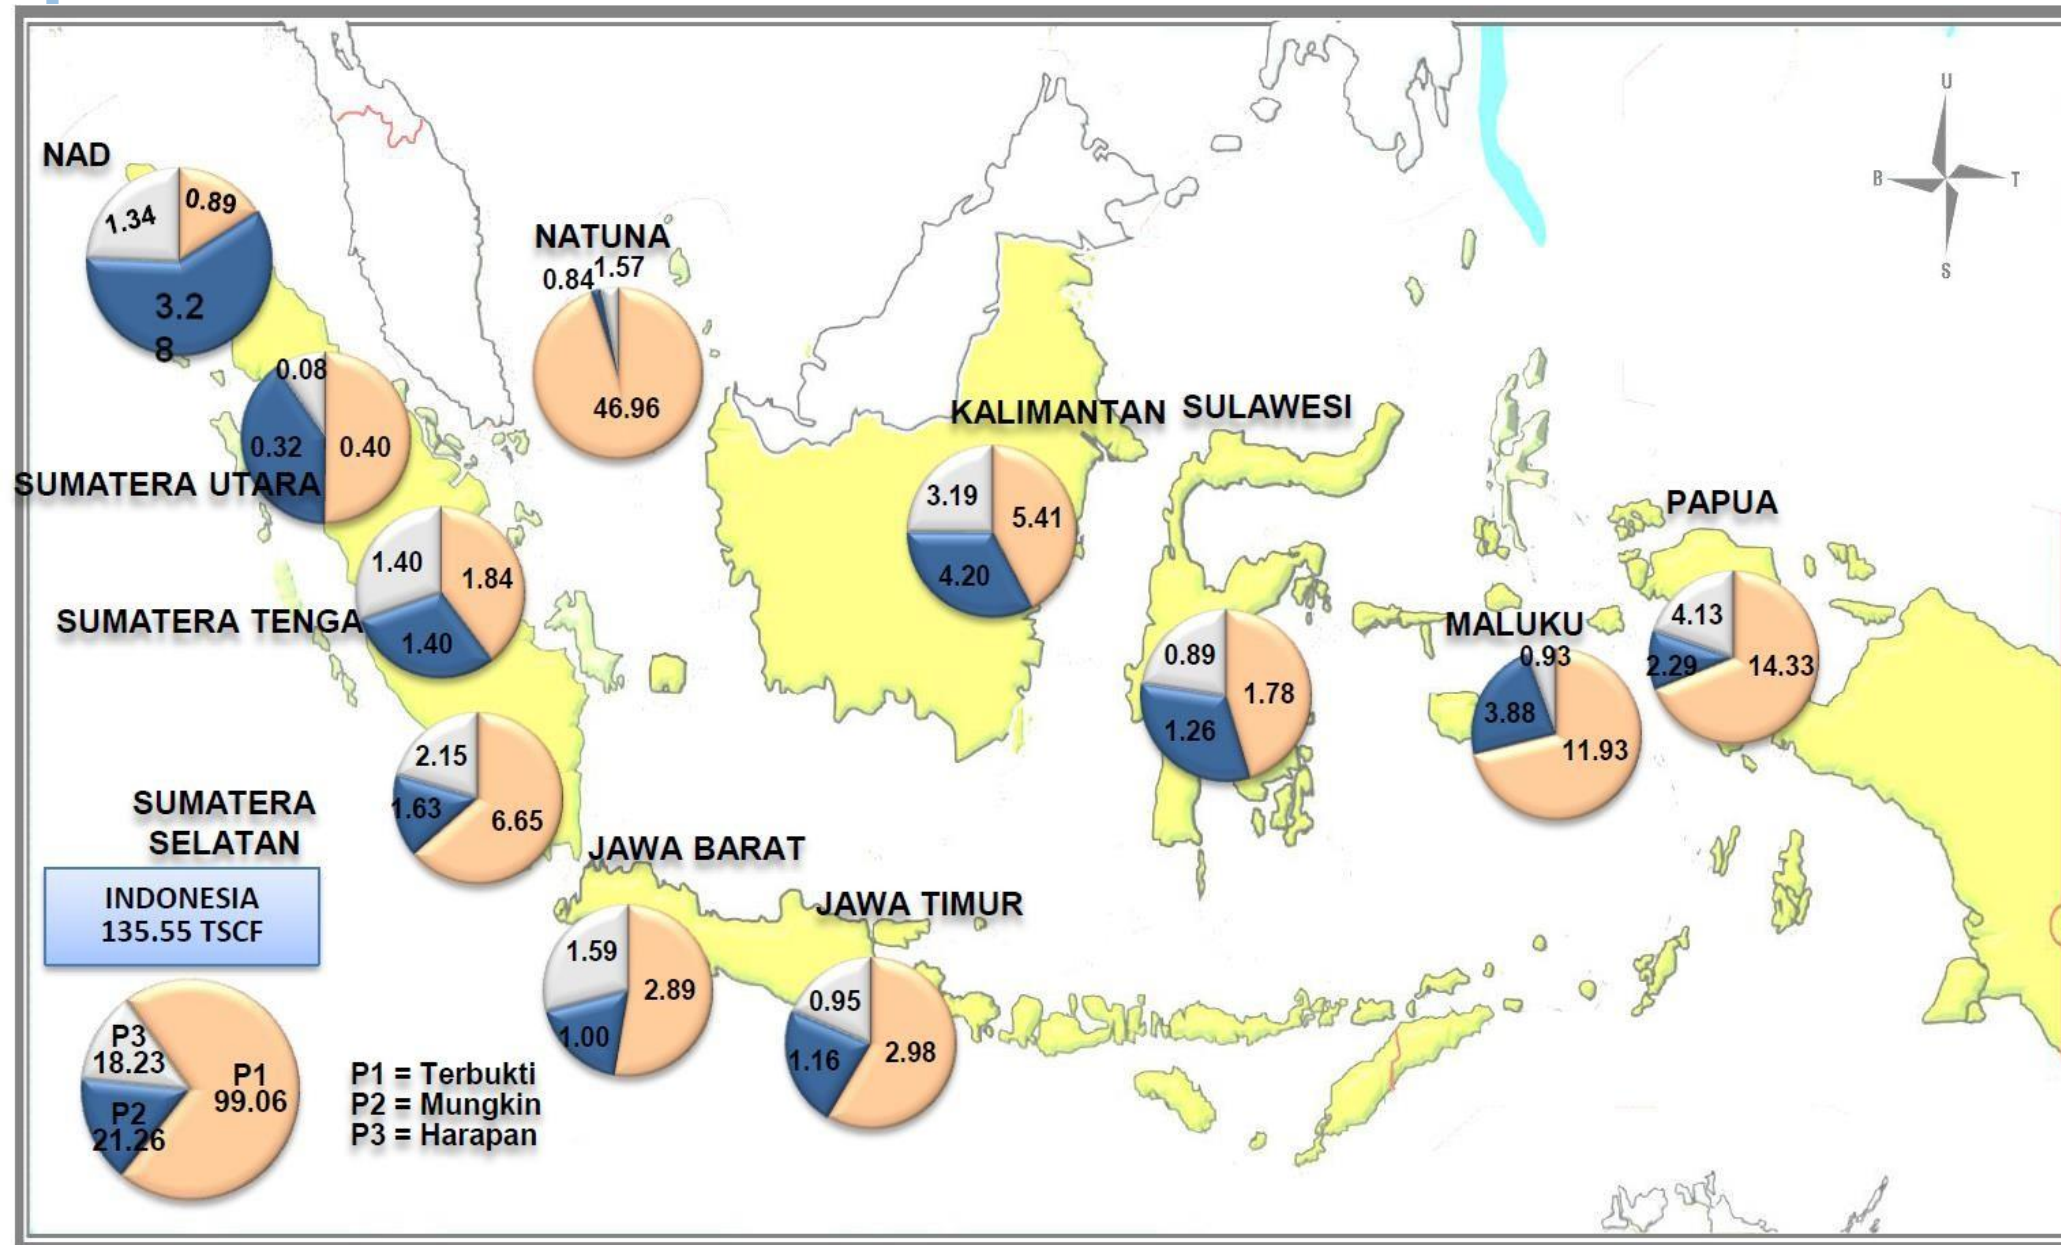 U
B
T
S
NAD
1.34
0.89
3.2
8
NATUNA
0.84
1.57
46.96
0.08
0.32
0.40
SUMATERA UTARA
KALIMANTAN
3.19
5.41
4.20
SULAWESI
0.89
1.78
1.26
PAPUA
4.13
2.29
14.33
MALUKU
0.93
3.88
11.93
1.40
1.84
1.40
SUMATERA TENGA
2.15
1.63
6.65
SUMATERA
SELATAN
JAWA BARAT
1.59
2.89
1.00
JAWA TIMUR
0.95
1.16
2.98
INDONESIA
135.55 TSCF
P3
18.23
P1
99.06
P2
21.26
P1 = Terbukti
P2 = Mungkin
P3 = Harapan